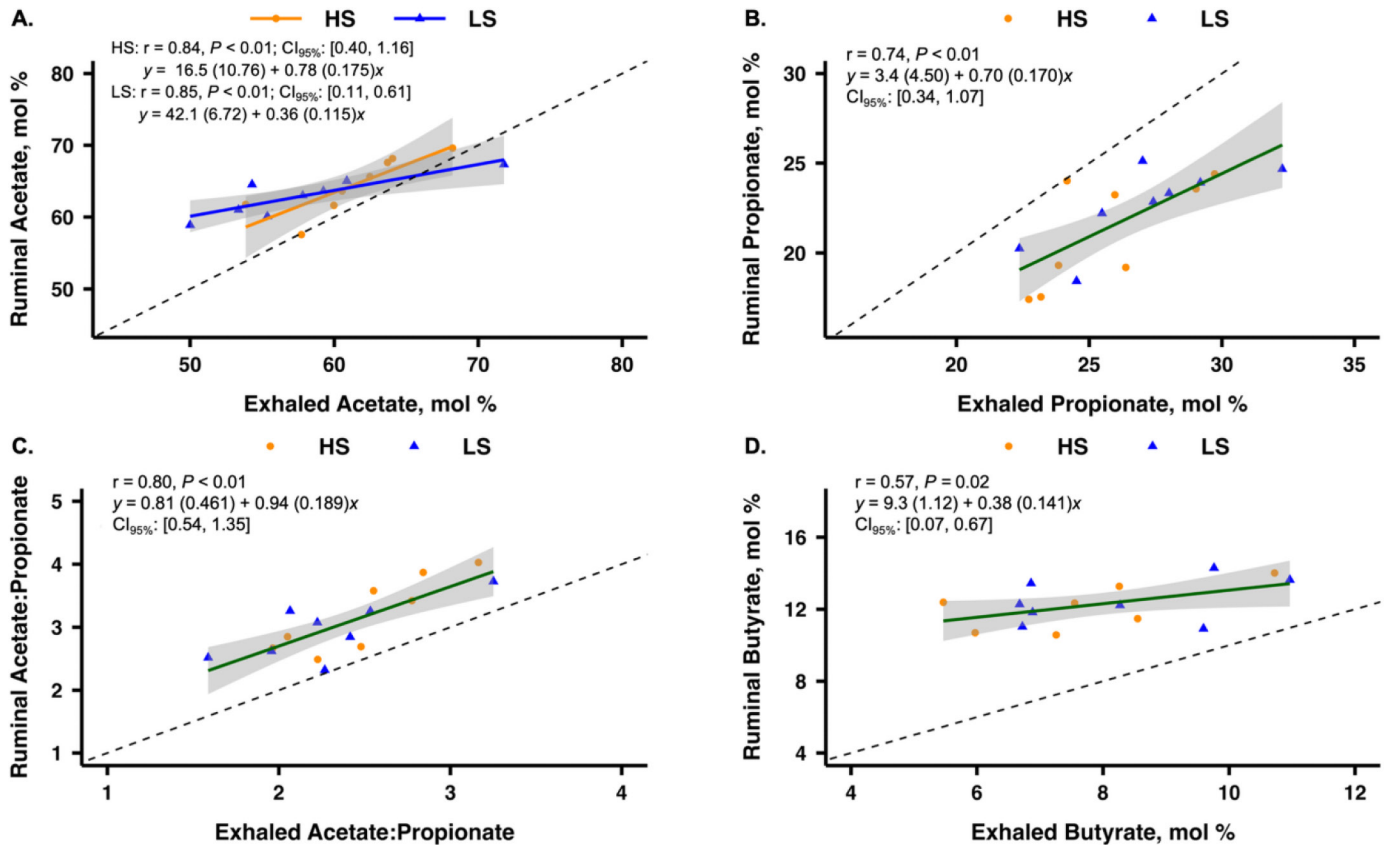 A.
HS LS
HS: r = 0.84, P < 0.01; CI95%: [0.40, 1.16]
y = 16.5 (10.76) + 0.78 (0.175)x
LS: r = 0.85, P < 0.01; CI95%: [0.11, 0.61]
y = 42.1 (6.72) + 0.36 (0.115)x
Ruminal Acetate, mol %
80
70
60
50
50 60 70 80
Exhaled Acetate, mol %
B.
HS LS
r = 0.74, P < 0.01
y = 3.4 (4.50) + 0.70 (0.170)x
CI95%: [0.34, 1.07]
Ruminal Propionate, mol %
30
25
20
20 25 30 35
Exhaled Propionate, mol %
C.
HS LS
r = 0.80, P < 0.01
y = 0.81 (0.461) + 0.94 (0.189)x
CI95%: [0.54, 1.35]
Ruminal Acetate:Propionate
5
4
3
2
1
1 2 3 4
Exhaled Acetate:Propionate
D.
HS LS
r = 0.57, P = 0.02
y = 9.3 (1.12) + 0.38 (0.141)x
CI95%: [0.07, 0.67]
Ruminal Butyrate, mol %
16
12
8
4
4 6 8 10 12
Exhaled Butyrate, mol %